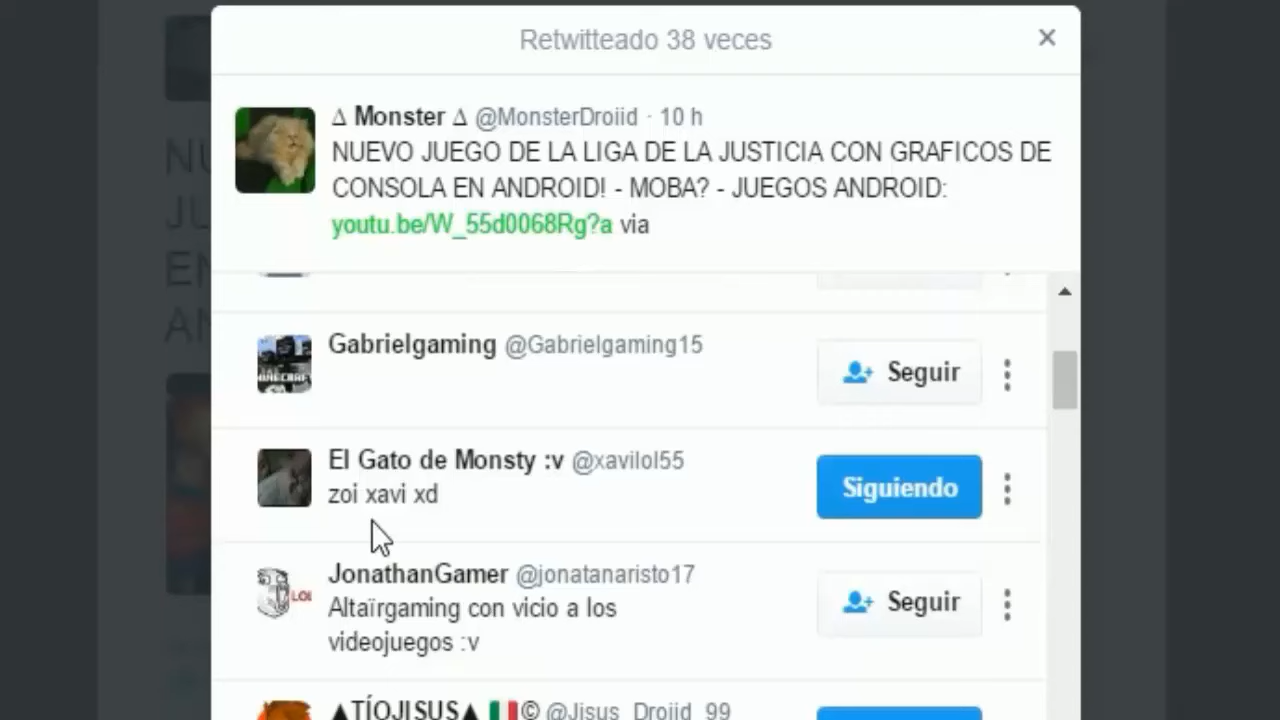 Retwitteado 38 veces
∆ Monster ∆ @MonsterDroiid · 10 h
NUEVO JUEGO DE LA LIGA DE LA JUSTICIA CON GRAFICOS DE
CONSOLA EN ANDROID! - MOBA? - JUEGOS ANDROID:
youtu.be/W_55d0068Rg?a via
Gabrielgaming @Gabrielgaming15
Seguir
El Gato de Monsty :v @xavilol55
zoi xavi xd
Siguiendo
JonathanGamer @jonatanaristo17
Altaïrgaming con vicio a los
videojuegos :v
Seguir
▲TÍOJISUS▲ 🇮🇹© @Jisus_Droiid_99